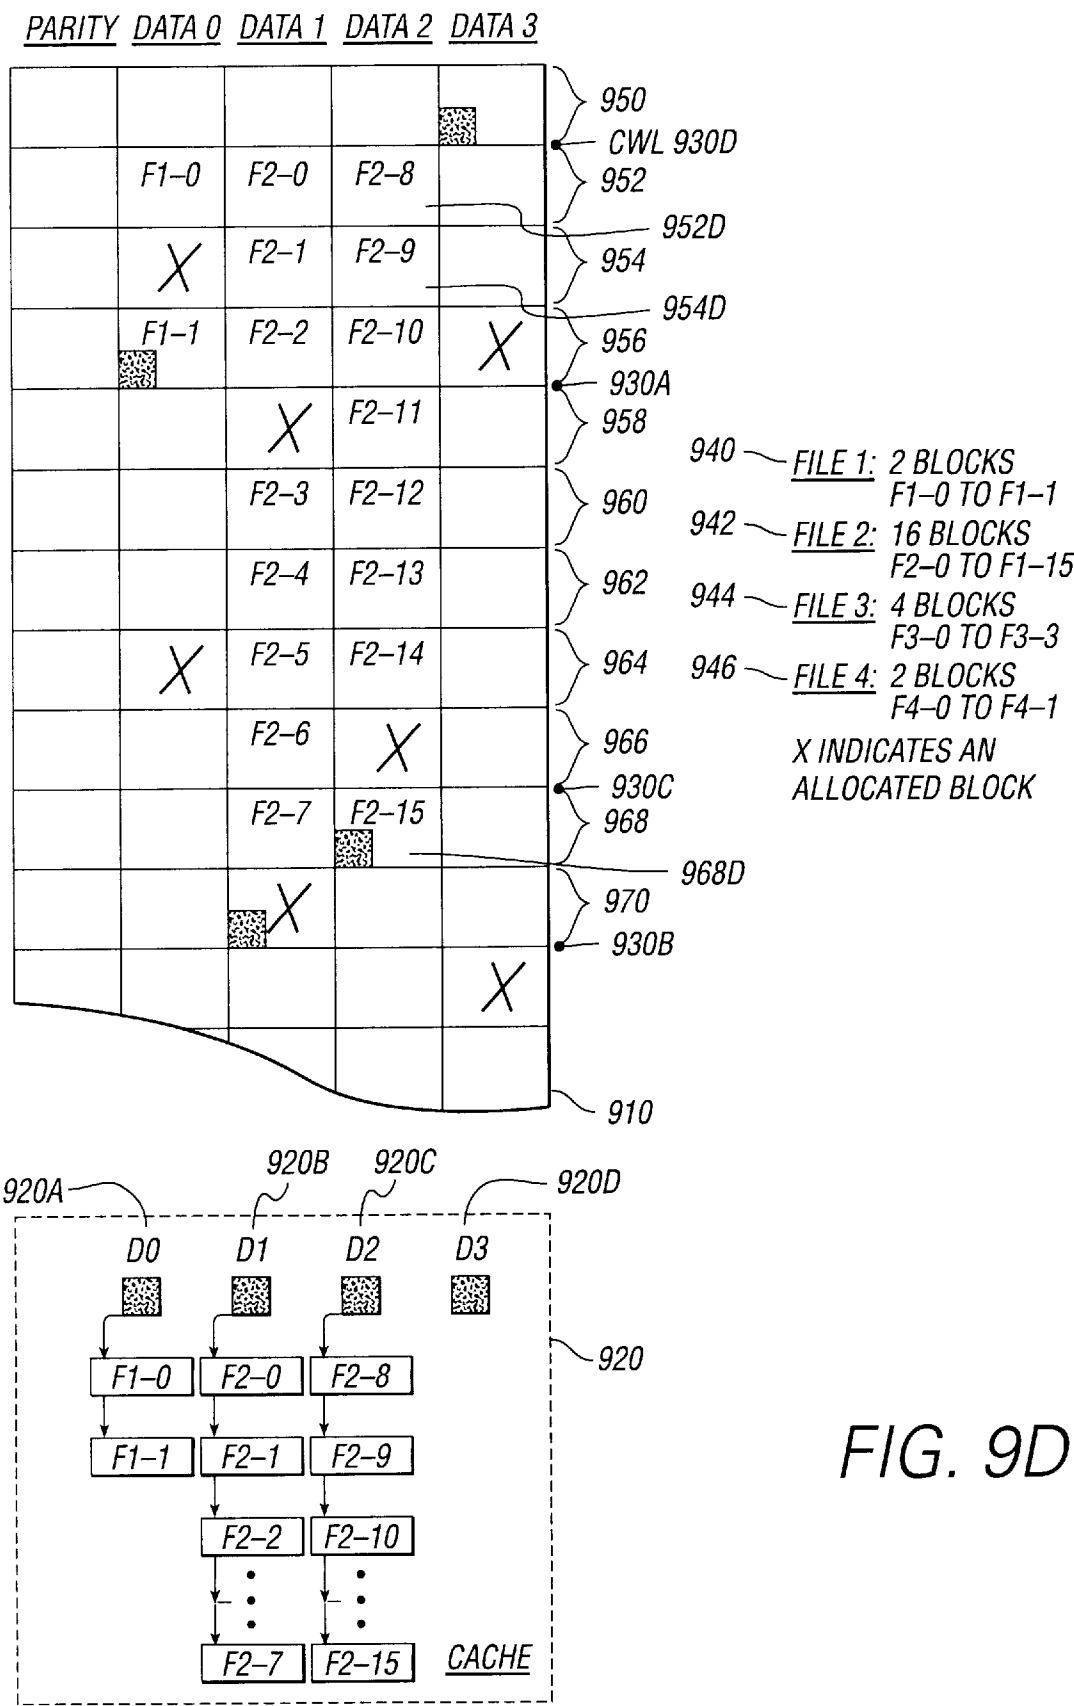 PARITY DATA 0 DATA 1 DATA 2 DATA 3
950
CWL 930D
F1–0 F2–0 F2–8 952
952D
X F2–1 F2–9 954
954D
F1–1 F2–2 F2–10 X 956
930A
X F2–11 958
F2–3 F2–12 960
F2–4 F2–13 962
X F2–5 F2–14 964
F2–6 X 966
930C
F2–7 F2–15 968
968D
X 970
930B
X
910
940 FILE 1: 2 BLOCKS
F1–0 TO F1–1
942 FILE 2: 16 BLOCKS
F2–0 TO F1–15
944 FILE 3: 4 BLOCKS
F3–0 TO F3–3
946 FILE 4: 2 BLOCKS
F4–0 TO F4–1
X INDICATES AN
ALLOCATED BLOCK
920A 920B 920C 920D
D0 D1 D2 D3
920
F1–0 F2–0 F2–8
F1–1 F2–1 F2–9
F2–2 F2–10
F2–7 F2–15 CACHE
FIG. 9D